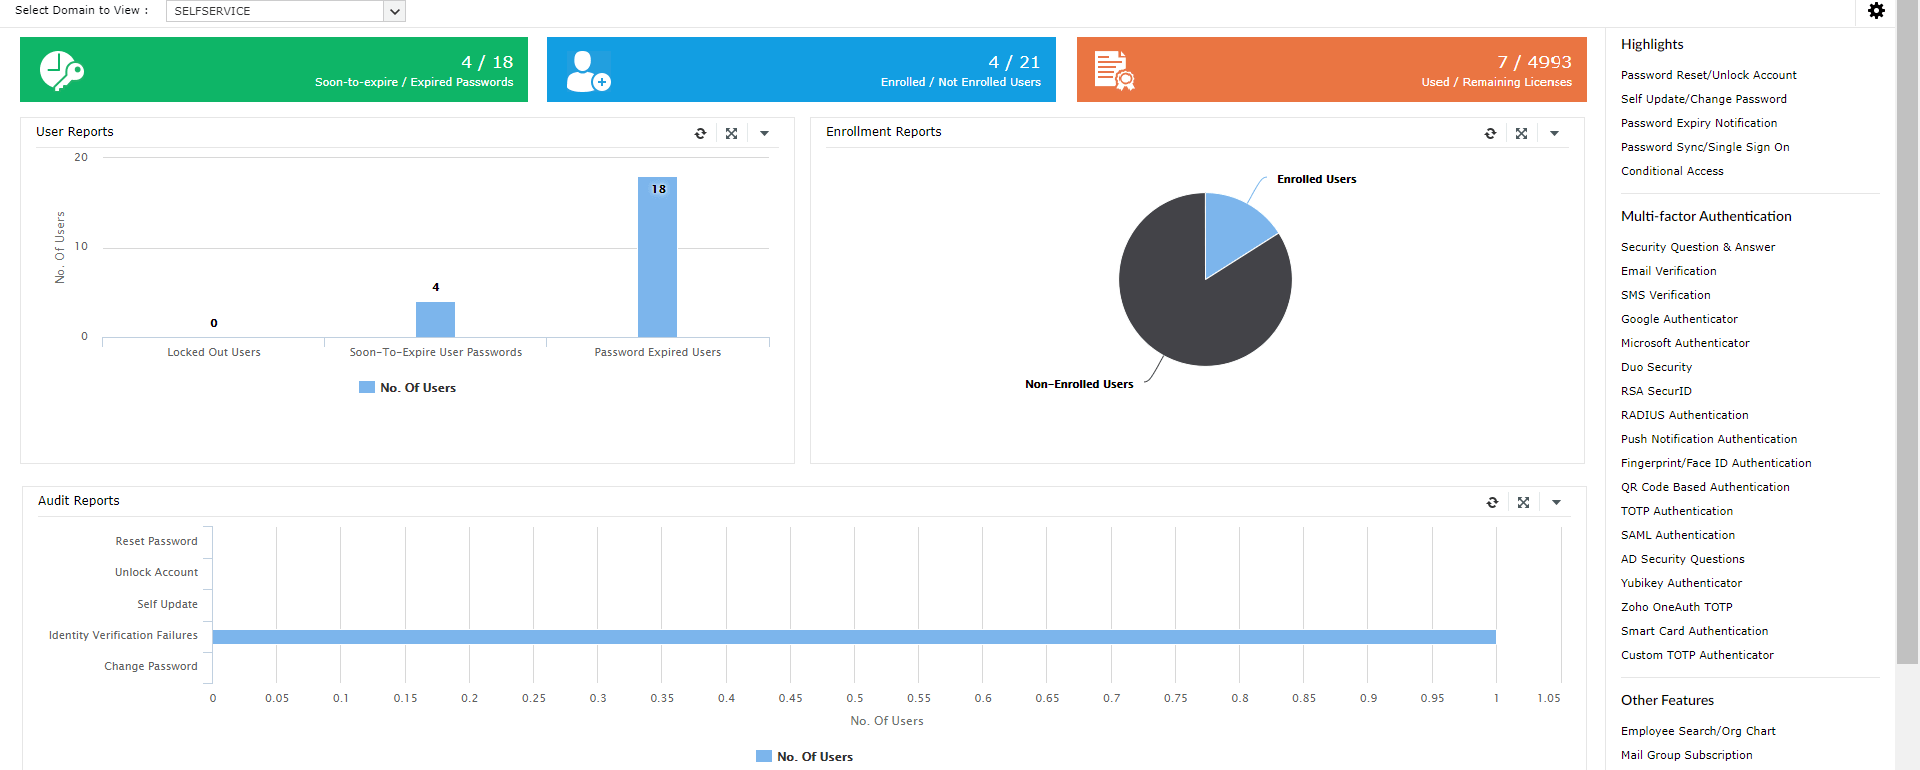 Select Domain to View :
SELFSERVICE
4 / 18
Soon-to-expire / Expired Passwords
4 / 21
Enrolled / Not Enrolled Users
7 / 4993
Used / Remaining Licenses
User Reports
20
10
0
No. Of Users
0
4
18
Locked Out Users
Soon-To-Expire User Passwords
Password Expired Users
No. Of Users
Enrollment Reports
Enrolled Users
Non-Enrolled Users
Audit Reports
Reset Password
Unlock Account
Self Update
Identity Verification Failures
Change Password
0 0.05 0.1 0.15 0.2 0.25 0.3 0.35 0.4 0.45 0.5 0.55 0.6 0.65 0.7 0.75 0.8 0.85 0.9 0.95 1 1.05
No. Of Users
No. Of Users
Highlights
Password Reset/Unlock Account
Self Update/Change Password
Password Expiry Notification
Password Sync/Single Sign On
Conditional Access
Multi-factor Authentication
Security Question & Answer
Email Verification
SMS Verification
Google Authenticator
Microsoft Authenticator
Duo Security
RSA SecurID
RADIUS Authentication
Push Notification Authentication
Fingerprint/Face ID Authentication
QR Code Based Authentication
TOTP Authentication
SAML Authentication
AD Security Questions
Yubikey Authenticator
Zoho OneAuth TOTP
Smart Card Authentication
Custom TOTP Authenticator
Other Features
Employee Search/Org Chart
Mail Group Subscription